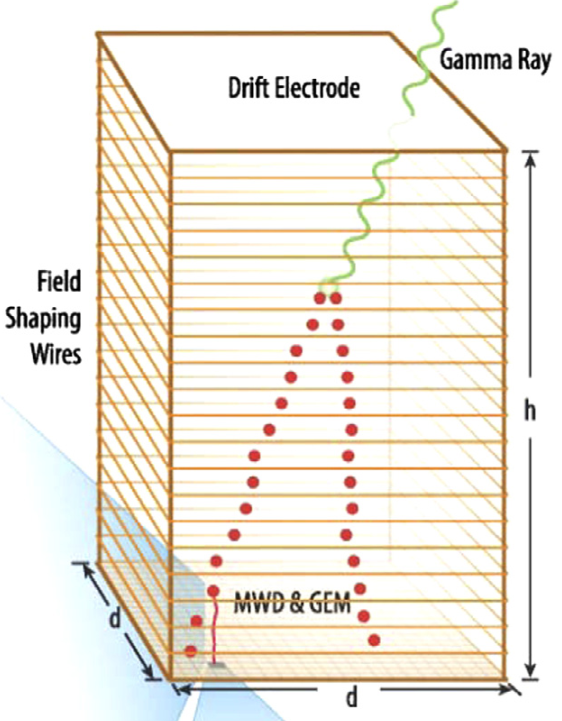 Gamma Ray
Drift Electrode
Field
Shaping
Wires
h
MWD & GEM
d
d